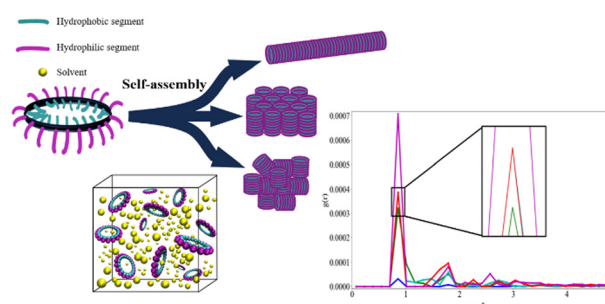 Hydrophobic segment
Hydrophilic segment
Solvent
Self-assembly
0.0007
0.0006
0.0005
0.0004
0.0003
0.0002
0.0001
0.0000
g(r)
0 1 2 3 4